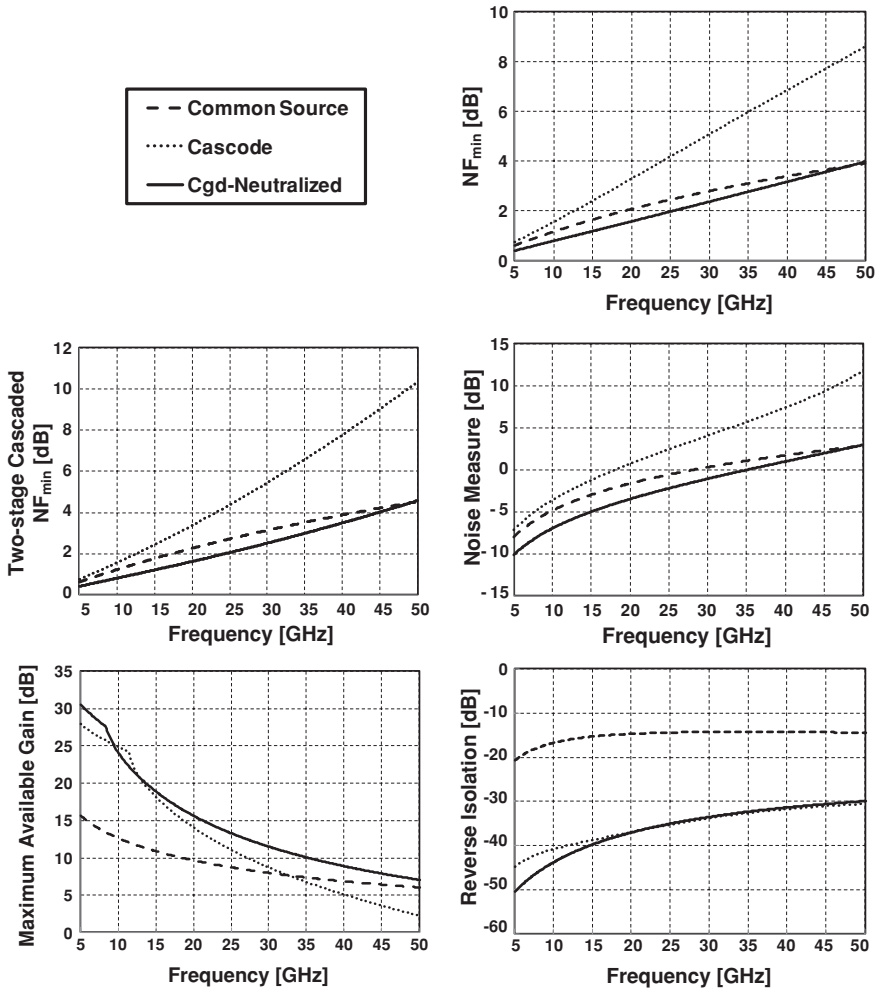 Common Source
Cascode
Cgd-Neutralized
NFmin [dB]
10
8
6
4
2
0
5 10 15 20 25 30 35 40 45 50
Frequency [GHz]
Two-stage Cascaded
NFmin [dB]
12
10
8
6
4
2
0
5 10 15 20 25 30 35 40 45 50
Frequency [GHz]
Noise Measure [dB]
15
10
5
0
-5
-10
-15
5 10 15 20 25 30 35 40 45 50
Frequency [GHz]
Maximum Available Gain [dB]
35
30
25
20
15
10
5
0
5 10 15 20 25 30 35 40 45 50
Frequency [GHz]
Reverse Isolation [dB]
0
-10
-20
-30
-40
-50
-60
5 10 15 20 25 30 35 40 45 50
Frequency [GHz]